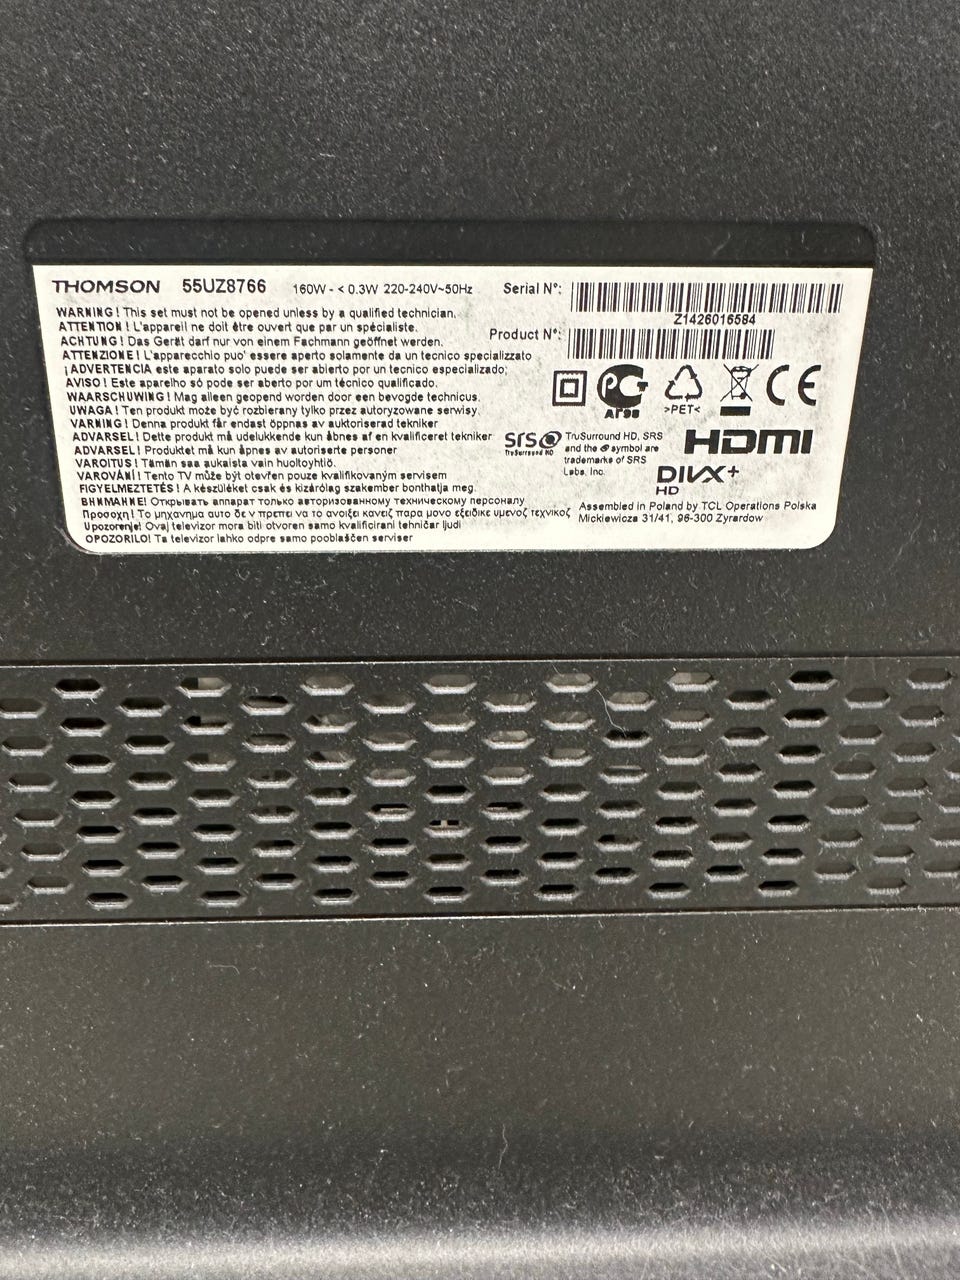 THOMSON 55UZ8766 160W - < 0.3W 220-240V~50Hz
Serial N°:
Z1426016584
Product N°:
WARNING ! This set must not be opened unless by a qualified technician.
ATTENTION ! L'appareil ne doit être ouvert que par un spécialiste.
ACHTUNG ! Das Gerät darf nur von einem Fachmann geöffnet werden.
ATTENZIONE ! L'apparecchio puo' essere aperto solamente da un tecnico specializzato
¡ ADVERTENCIA este aparato solo puede ser abierto por un tecnico especializado;
AVISO ! Este aparelho só pode ser aberto por um técnico qualificado.
WAARSCHUWING ! Mag alleen geopend worden door een bevogde technicus.
UWAGA ! Ten produkt może być rozbierany tylko przez autoryzowane serwisy.
VARNING ! Denna produkt får endast öppnas av auktoriserad tekniker
ADVARSEL ! Dette produkt må udelukkende kun åbnes af en kvalificeret tekniker
ADVARSEL ! Produktet må kun åpnes av autoriserte personer
VAROITUS ! Tämän saa aukaista vain huoltoyhtiö.
VAROVÁNÍ ! Tento TV může být otevřen pouze kvalifikovaným servisem
FIGYELMEZTETÉS ! A készüléket csak és kizárólag szakember bonthatja meg.
ВНИМАНИЕ ! Открывать аппарат только авторизованному техническому персоналу
Προσοχη ! Το μηχανημα αυτο δε ν πρεπει να το ανοιξει κανεις παρα μονο εξειδικε υμενος τεχνικος
Upozorenje! Ovaj televizor mora biti otvoren samo kvalificirani tehničar ljudi
OPOZORILO! Ta televizor lahko odpre samo pooblaščen serviser
АГ98
>PET<
CE
SRS
TruSurround HD
TruSurround HD, SRS
and the symbol are
trademarks of SRS
Labs, Inc.
HDMI
DIVX+
HD
Assembled in Poland by TCL Operations Polska
Mickiewicza 31/41, 96-300 Zyrardow